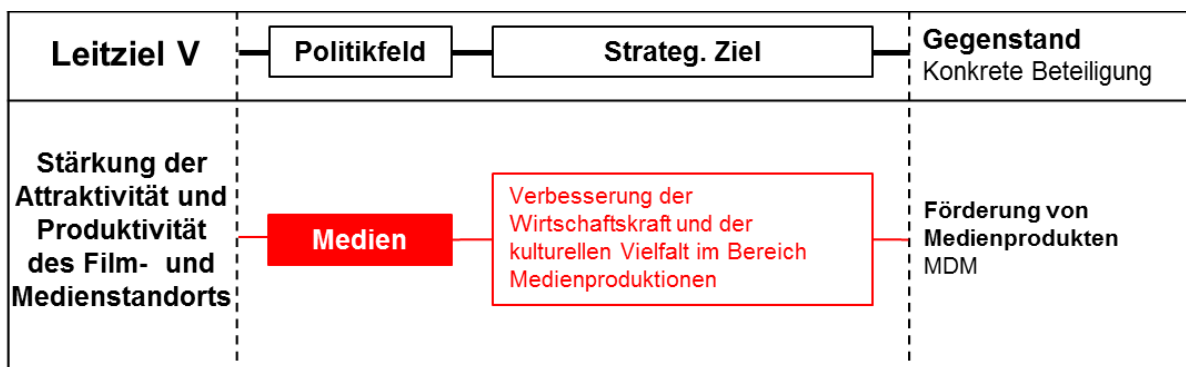 Leitziel V
Politikfeld
Strateg. Ziel
Gegenstand
Konkrete Beteiligung
Stärkung der
Attraktivität und
Produktivität
des Film- und
Medienstandorts
Medien
Verbesserung der
Wirtschaftskraft und der
kulturellen Vielfalt im Bereich
Medienproduktionen
Förderung von
Medienprodukten
MDM